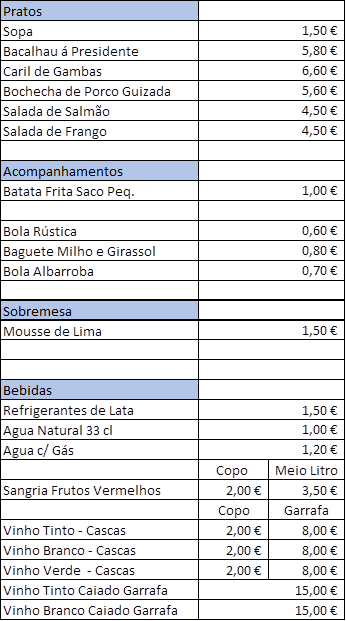 Pratos
Sopa 1,50 €
Bacalhau á Presidente 5,80 €
Caril de Gambas 6,60 €
Bochecha de Porco Guizada 5,60 €
Salada de Salmão 4,50 €
Salada de Frango 4,50 €
Acompanhamentos
Batata Frita Saco Peq. 1,00 €
Bola Rústica 0,60 €
Baguete Milho e Girassol 0,80 €
Bola Albarroba 0,70 €
Sobremesa
Mousse de Lima 1,50 €
Bebidas
Refrigerantes de Lata 1,50 €
Agua Natural 33 cl 1,00 €
Agua c/ Gás 1,20 €
Copo Meio Litro
Sangria Frutos Vermelhos 2,00 € 3,50 €
Copo Garrafa
Vinho Tinto - Cascas 2,00 € 8,00 €
Vinho Branco - Cascas 2,00 € 8,00 €
Vinho Verde - Cascas 2,00 € 8,00 €
Vinho Tinto Caiado Garrafa 15,00 €
Vinho Branco Caiado Garrafa 15,00 €